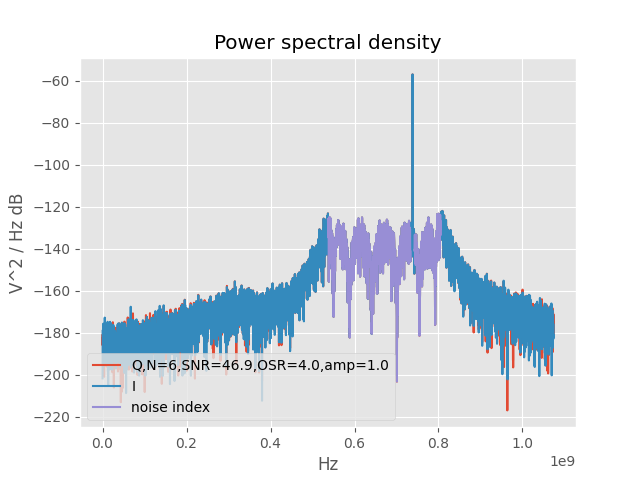 Power spectral density
V^2 / Hz dB
−60
−80
−100
−120
−140
−160
−180
−200
−220
Q,N=6,SNR=46.9,OSR=4.0,amp=1.0
I
noise index
0.0 0.2 0.4 0.6 0.8 1.0
1e9
Hz